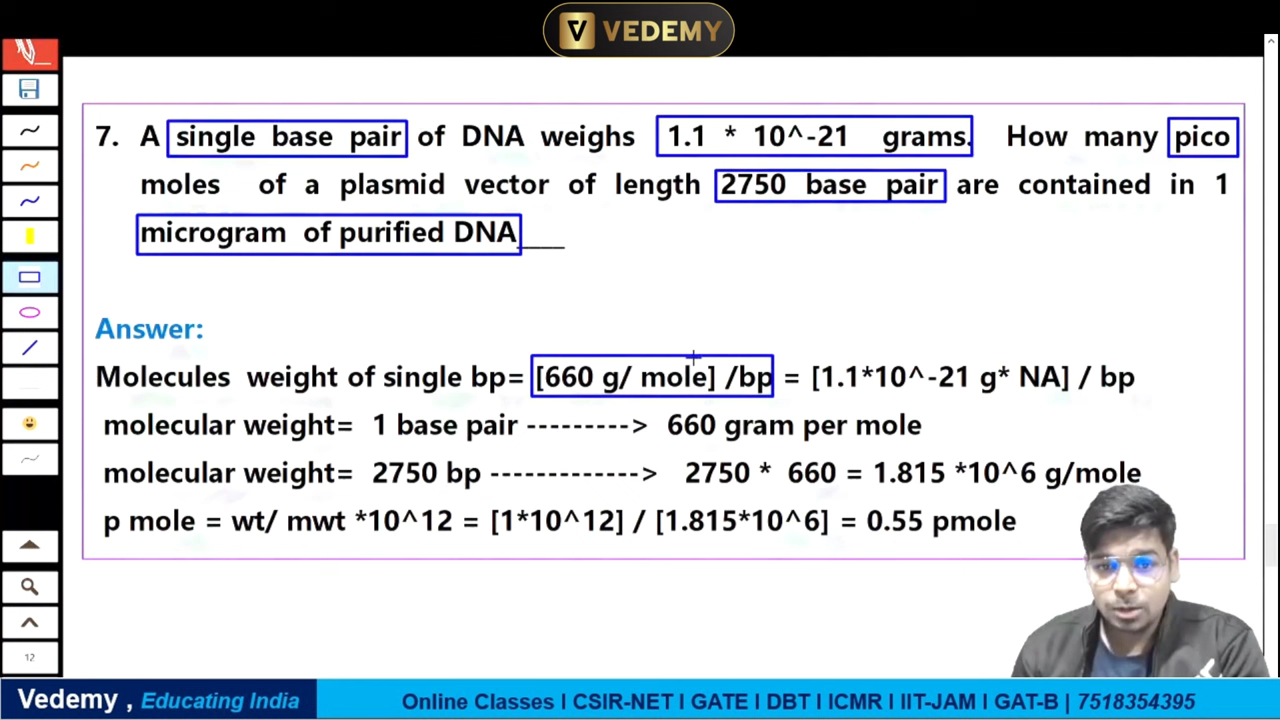 VEDEMY
7. A single base pair of DNA weighs 1.1 * 10^-21 grams. How many pico
moles of a plasmid vector of length 2750 base pair are contained in 1
microgram of purified DNA____
Answer:
Molecules weight of single bp= [660 g/ mole] /bp = [1.1*10^-21 g* NA] / bp
molecular weight= 1 base pair ---------> 660 gram per mole
molecular weight= 2750 bp -------------> 2750 * 660 = 1.815 *10^6 g/mole
p mole = wt/ mwt *10^12 = [1*10^12] / [1.815*10^6] = 0.55 pmole
12
Vedemy , Educating India
Online Classes I CSIR-NET I GATE I DBT I ICMR I IIT-JAM I GAT-B | 7518354395